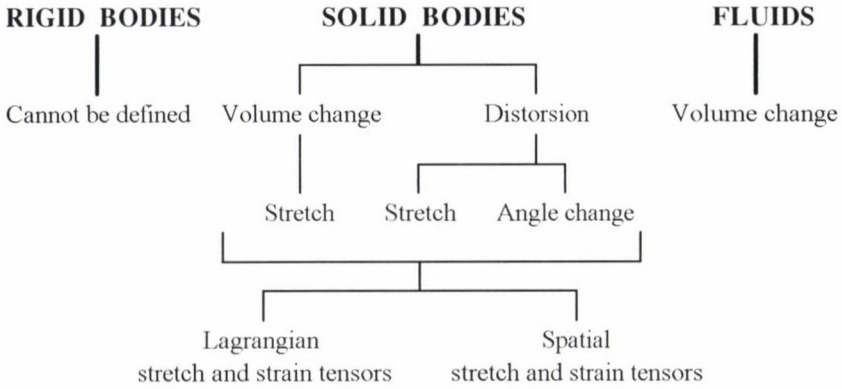 RIGID BODIES
SOLID BODIES
FLUIDS
Cannot be defined
Volume change
Distorsion
Volume change
Stretch
Stretch
Angle change
Lagrangian
stretch and strain tensors
Spatial
stretch and strain tensors